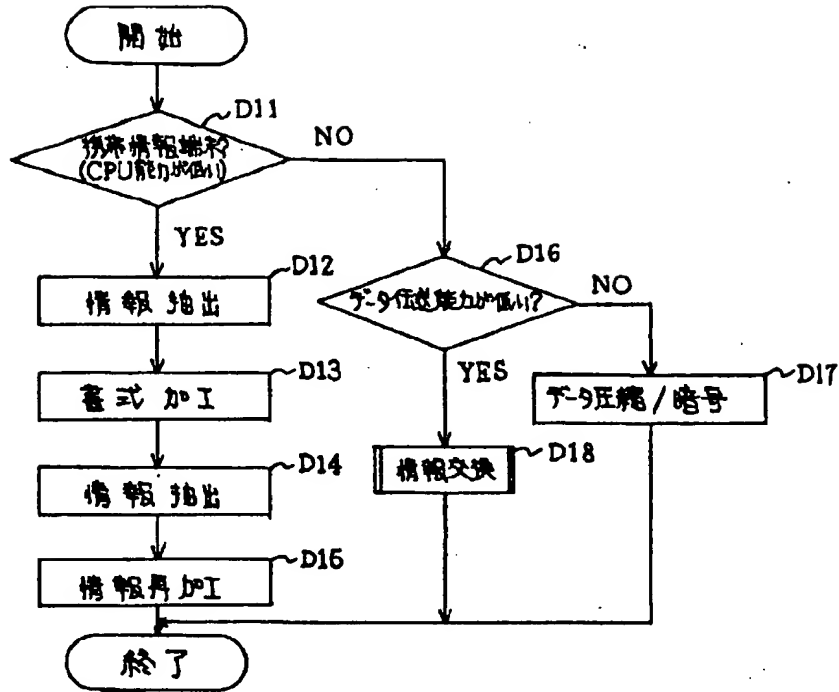 開始
D11
携帯情報端末?
(CPU能力が低い)
NO
YES
D16
データ伝送能力が低い?
NO
YES
D12
情報抽出
D13
書式加工
D14
情報抽出
D15
情報再加工
D17
データ圧縮/暗号
D18
情報交換
終了